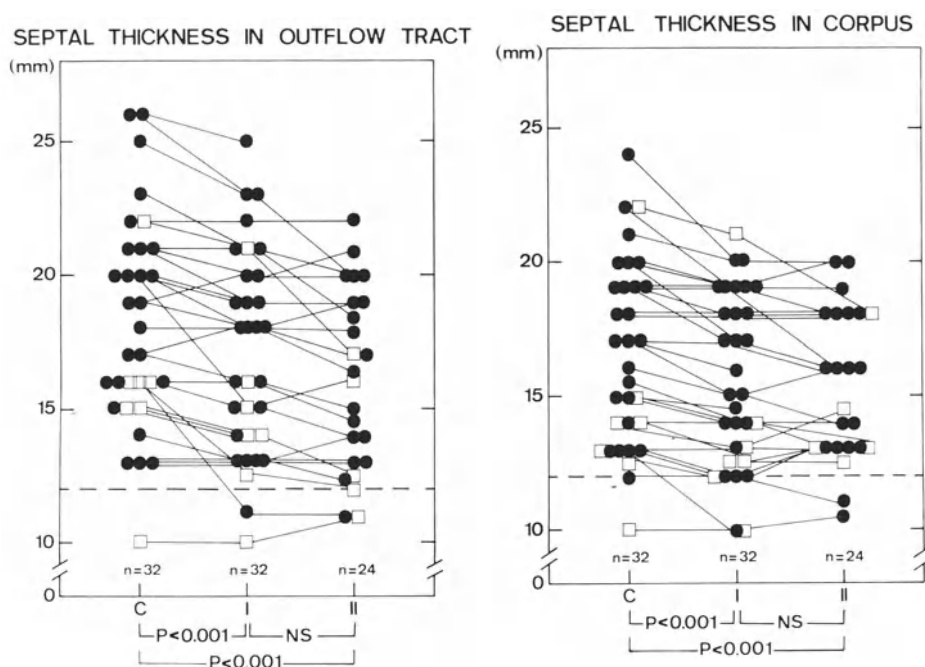 SEPTAL THICKNESS IN OUTFLOW TRACT
(mm)
25
20
15
10
0
n=32 n=32 n=24
C I II
P<0.001 NS
P<0.001
SEPTAL THICKNESS IN CORPUS
(mm)
25
20
15
10
0
n=32 n=32 n=24
C I II
P<0.001 NS
P<0.001